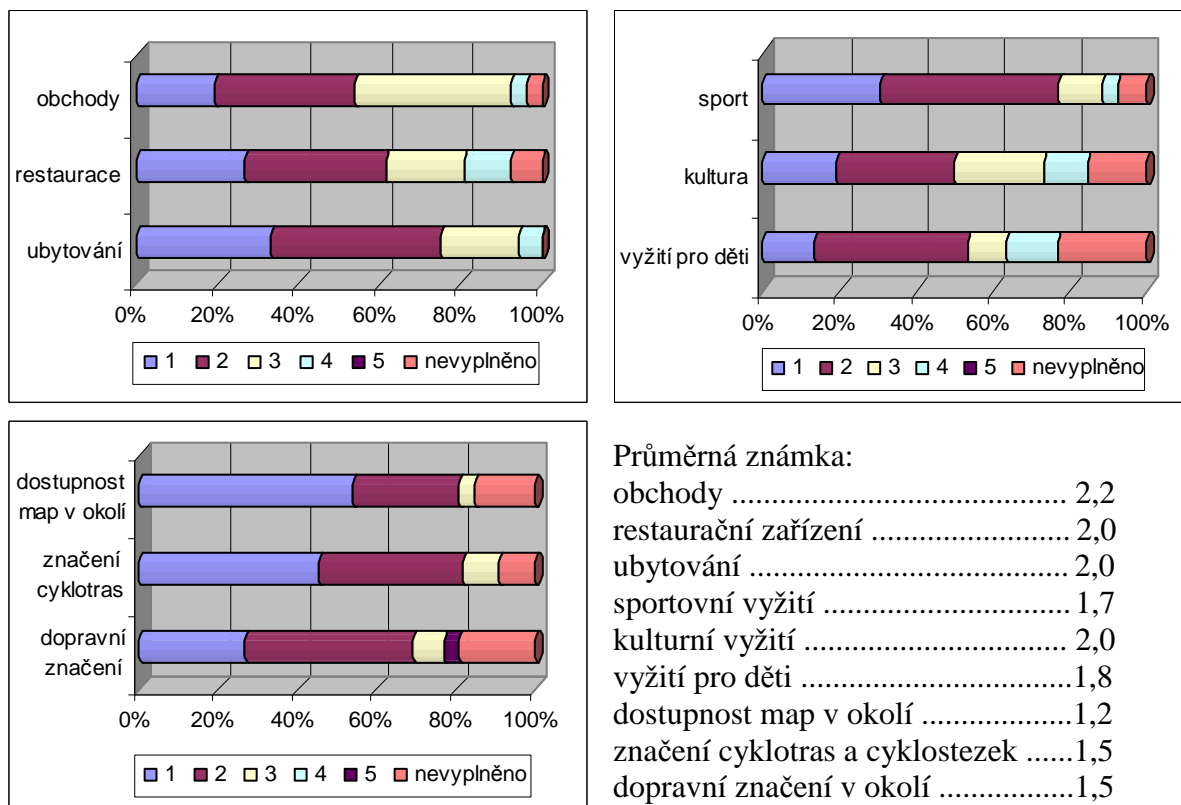 obchody
restaurace
ubytování
0% 20% 40% 60% 80% 100%
1 2 3 4 5 nevyplněno
sport
kultura
vyžití pro děti
0% 20% 40% 60% 80% 100%
1 2 3 4 5 nevyplněno
dostupnost
map v okolí
značení
cyklotras
dopravní
značení
0% 20% 40% 60% 80% 100%
1 2 3 4 5 nevyplněno
Průměrná známka:
obchody ...................................... 2,2
restaurační zařízení ....................... 2,0
ubytování .................................... 2,0
sportovní vyžití ............................. 1,7
kulturní vyžití ............................... 2,0
vyžití pro děti ...............................1,8
dostupnost map v okolí .................1,2
značení cyklotras a cyklostezek ......1,5
dopravní značení v okolí .................1,5